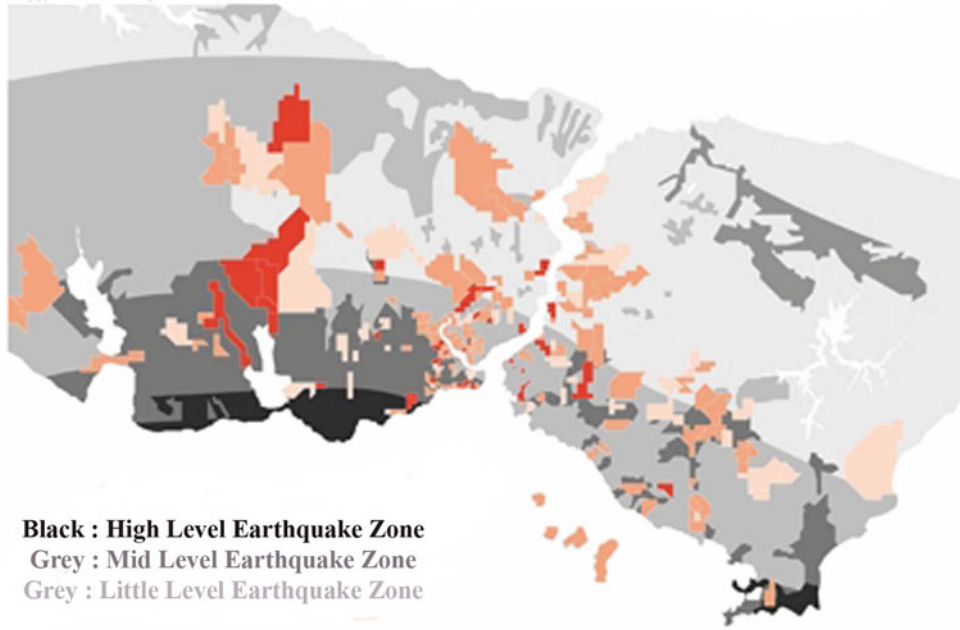 Black : High Level Earthquake Zone
Grey : Mid Level Earthquake Zone
Grey : Little Level Earthquake Zone